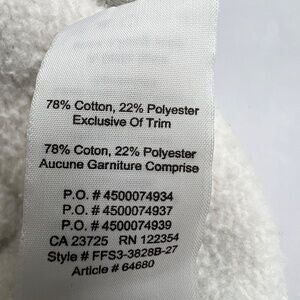 78% Cotton, 22% Polyester
Exclusive Of Trim
78% Coton, 22% Polyester
Aucune Garniture Comprise
P.O. # 4500074934
P.O. # 4500074937
P.O. # 4500074939
CA 23725 RN 122354
Style # FFS3-3828B-27
Article # 64680